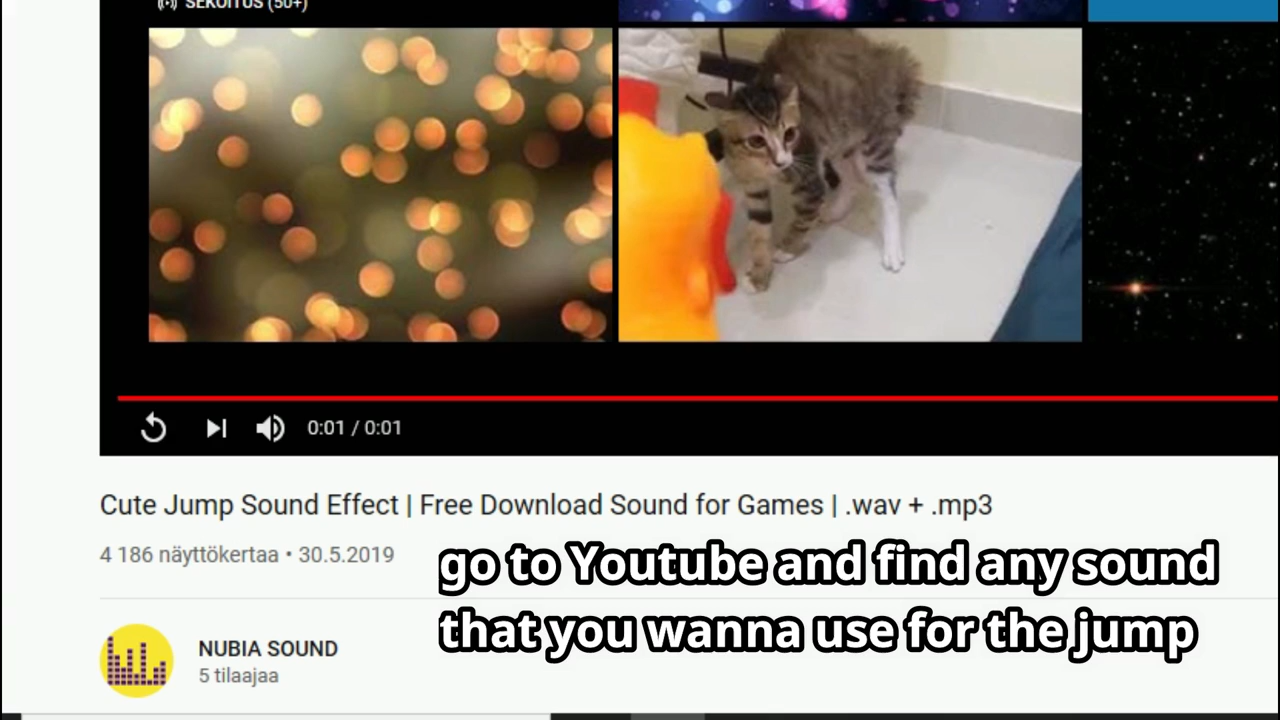 SEKOITUS (50+)
0:01 / 0:01
Cute Jump Sound Effect | Free Download Sound for Games | .wav + .mp3
4 186 näyttökertaa • 30.5.2019
go to Youtube and find any sound
that you wanna use for the jump
NUBIA SOUND
5 tilaajaa